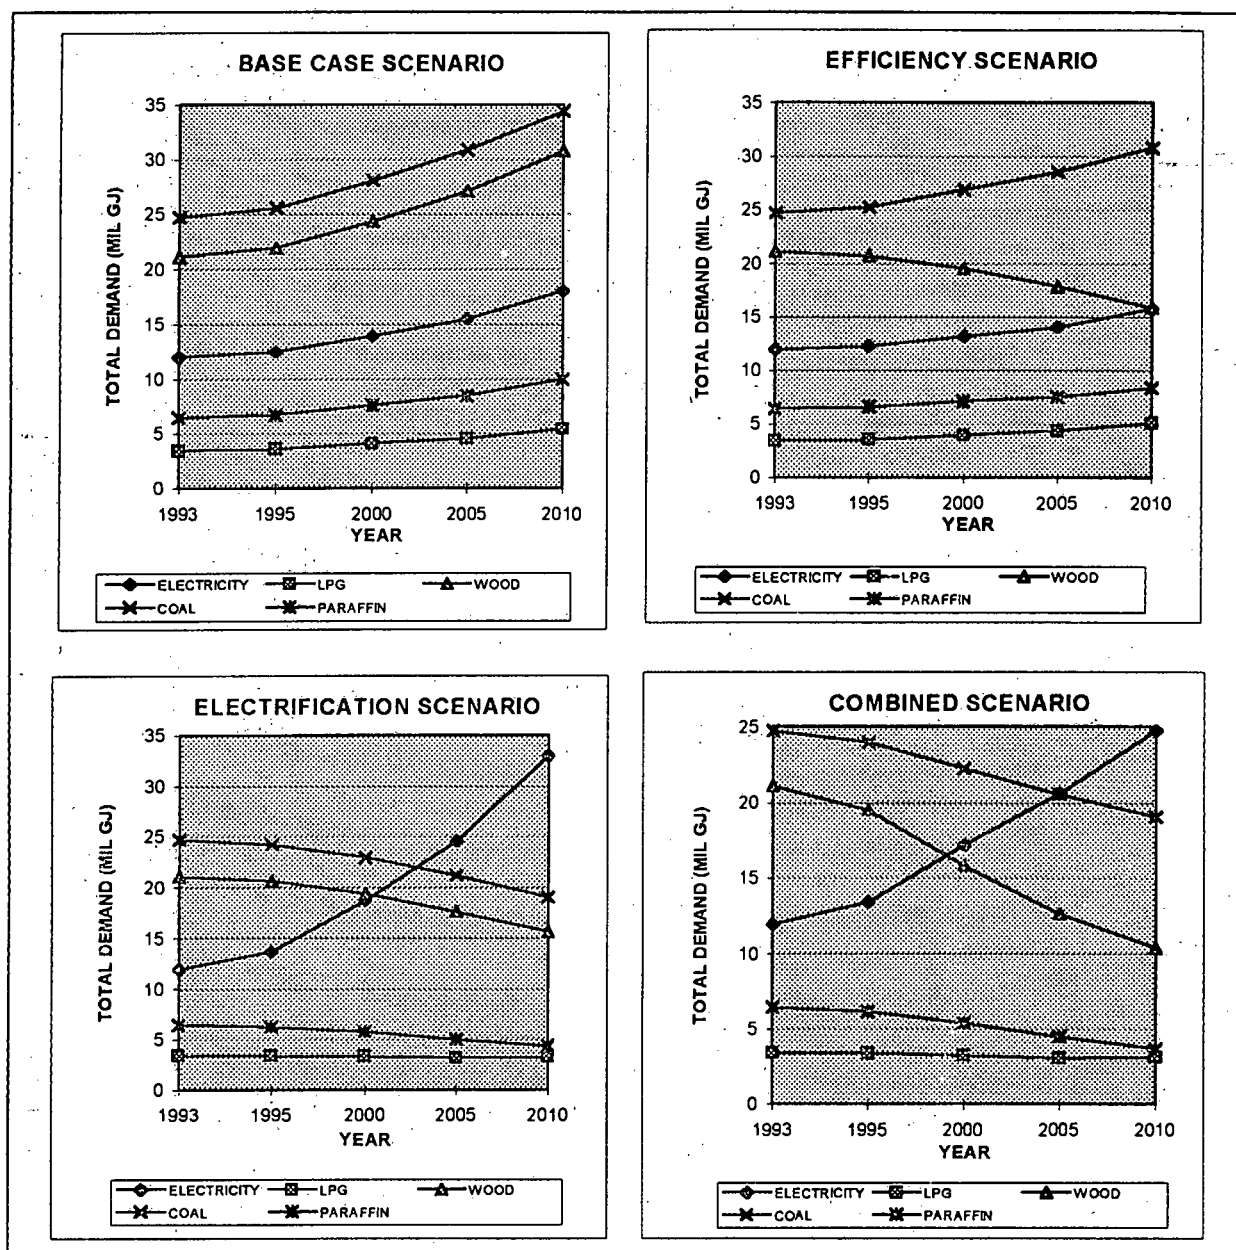 BASE CASE SCENARIO
TOTAL DEMAND (MIL GJ)
35
30
25
20
15
10
5
0
1993 1995 2000 2005 2010
YEAR
ELECTRICITY LPG WOOD
COAL PARAFFIN
EFFICIENCY SCENARIO
TOTAL DEMAND (MIL GJ)
35
30
25
20
15
10
5
0
1993 1995 2000 2005 2010
YEAR
ELECTRICITY LPG WOOD
COAL PARAFFIN
ELECTRIFICATION SCENARIO
TOTAL DEMAND (MIL GJ)
35
30
25
20
15
10
5
0
1993 1995 2000 2005 2010
YEAR
ELECTRICITY LPG WOOD
COAL PARAFFIN
COMBINED SCENARIO
TOTAL DEMAND (MIL GJ)
25
20
15
10
5
0
1993 1995 2000 2005 2010
YEAR
ELECTRICITY LPG WOOD
COAL PARAFFIN